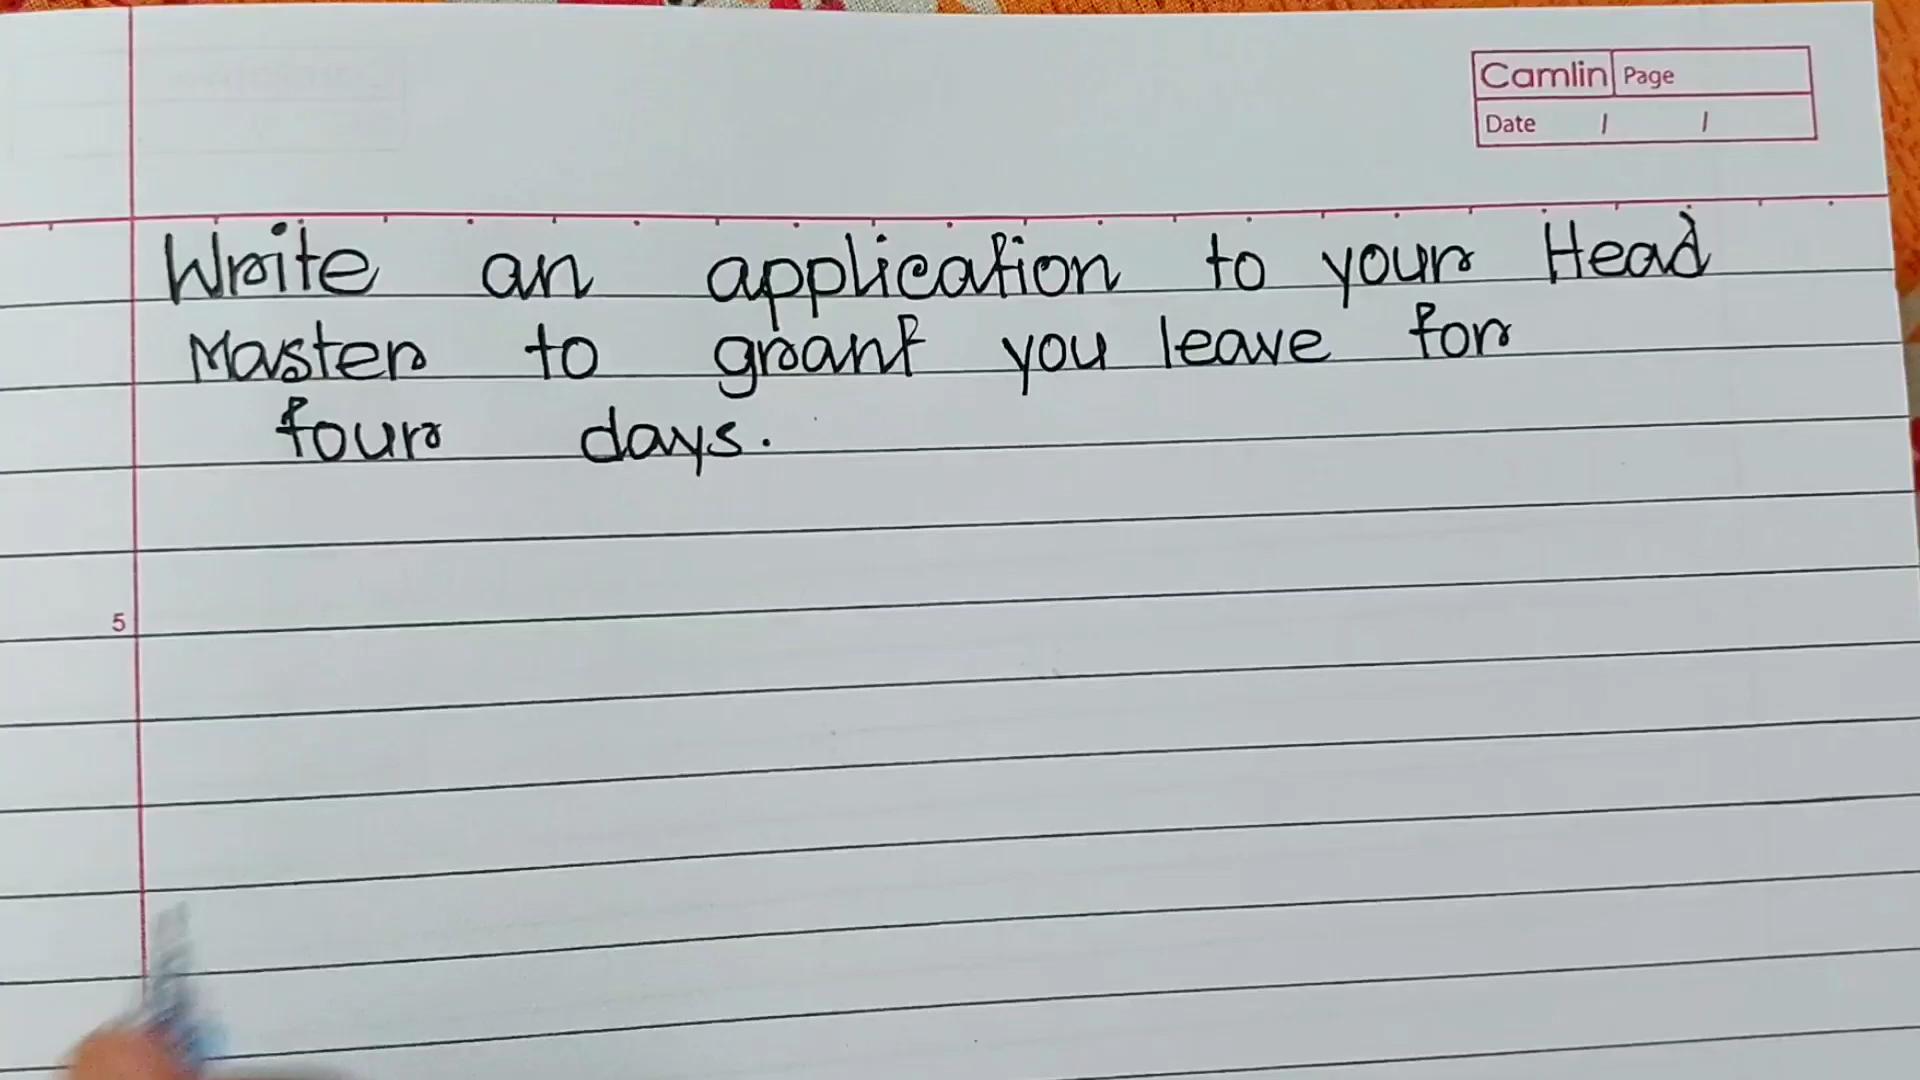 Camlin Page
Date / /
Write an application to your Head
Master to grant you leave for
four days.
5